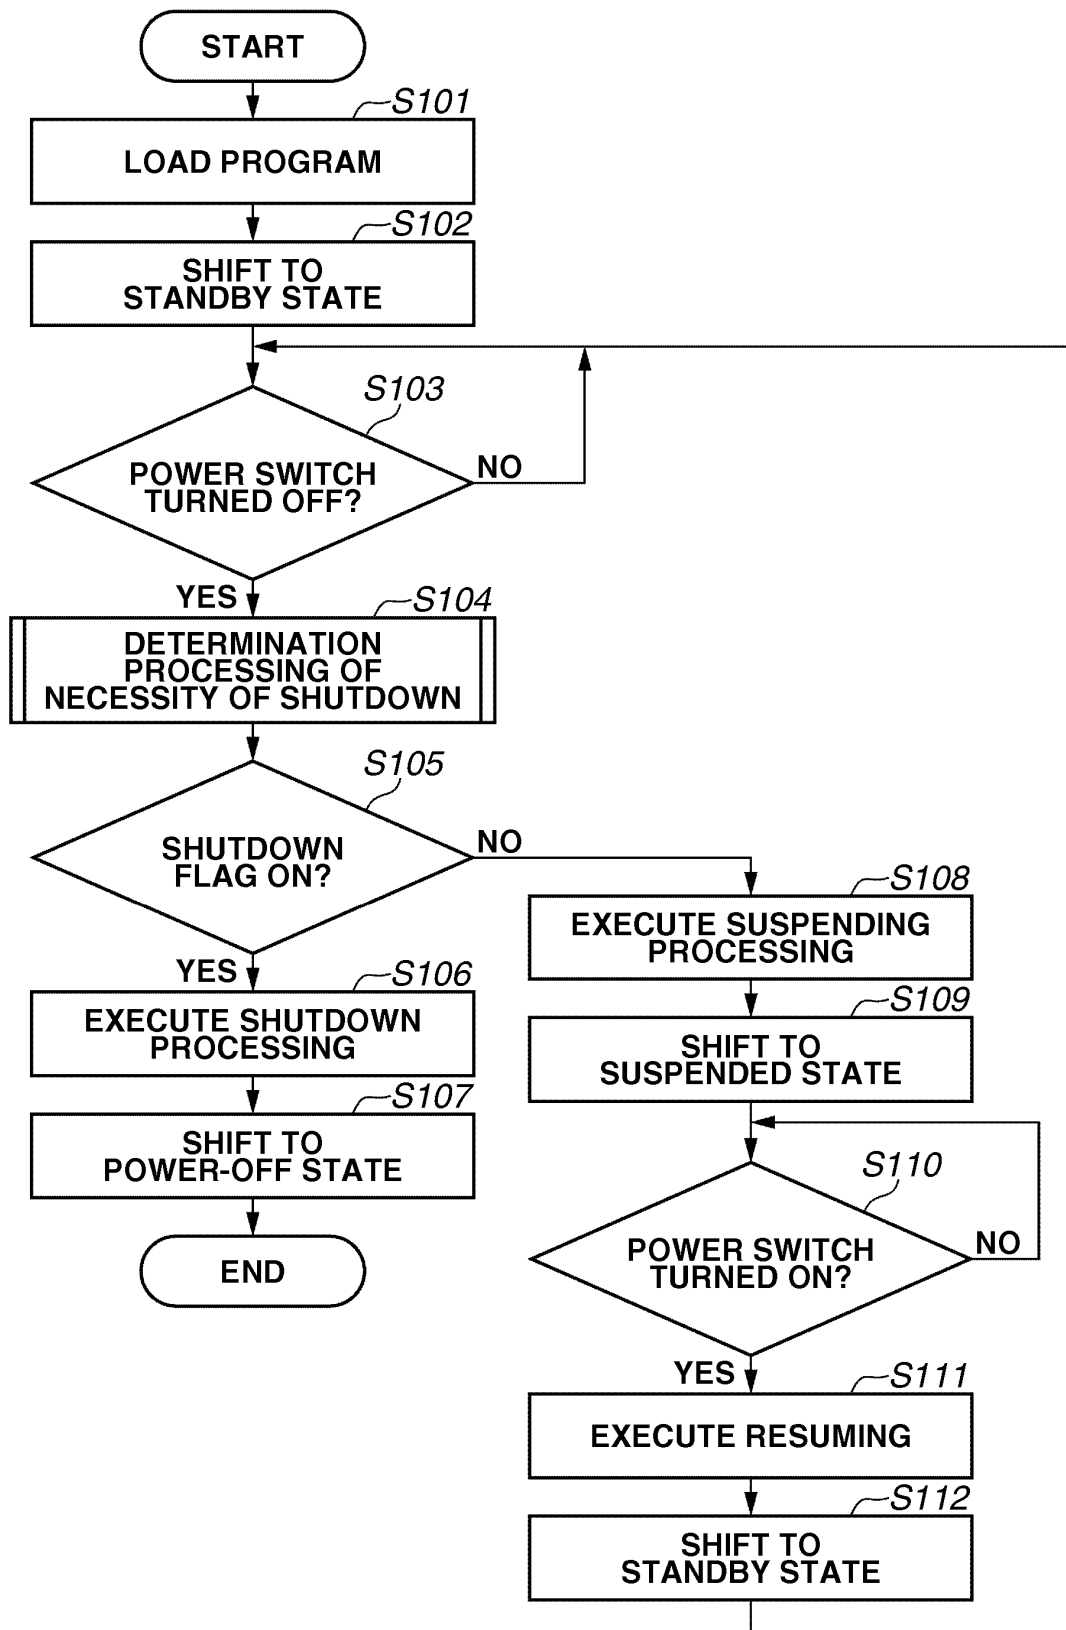 START
S101
LOAD PROGRAM
S102
SHIFT TO
STANDBY STATE
S103
POWER SWITCH
TURNED OFF?
NO
YES
S104
DETERMINATION
PROCESSING OF
NECESSITY OF SHUTDOWN
S105
SHUTDOWN
FLAG ON?
NO
YES
S106
EXECUTE SHUTDOWN
PROCESSING
S107
SHIFT TO
POWER-OFF STATE
END
S108
EXECUTE SUSPENDING
PROCESSING
S109
SHIFT TO
SUSPENDED STATE
S110
POWER SWITCH
TURNED ON?
NO
YES
S111
EXECUTE RESUMING
S112
SHIFT TO
STANDBY STATE